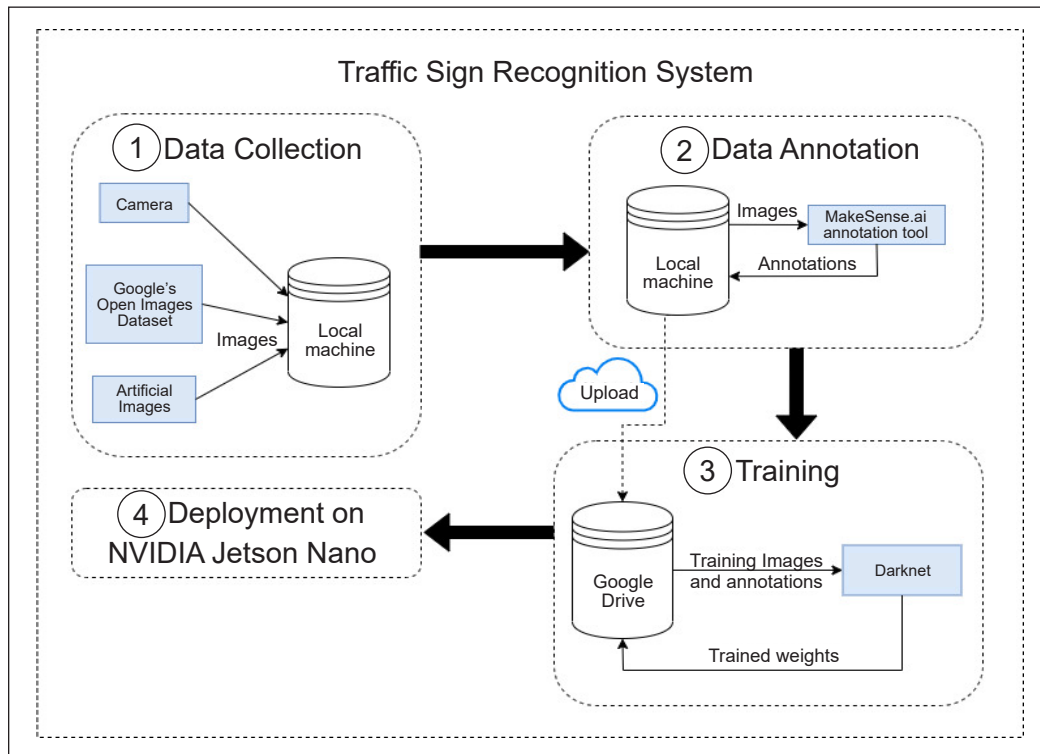 Traffic Sign Recognition System
1 Data Collection
Camera
Google's
Open Images
Dataset
Images
Artificial
Images
Local
machine
2 Data Annotation
Local
machine
Images
MakeSense.ai
annotation tool
Annotations
Upload
3 Training
Google
Drive
Training Images
and annotations
Darknet
Trained weights
4 Deployment on
NVIDIA Jetson Nano